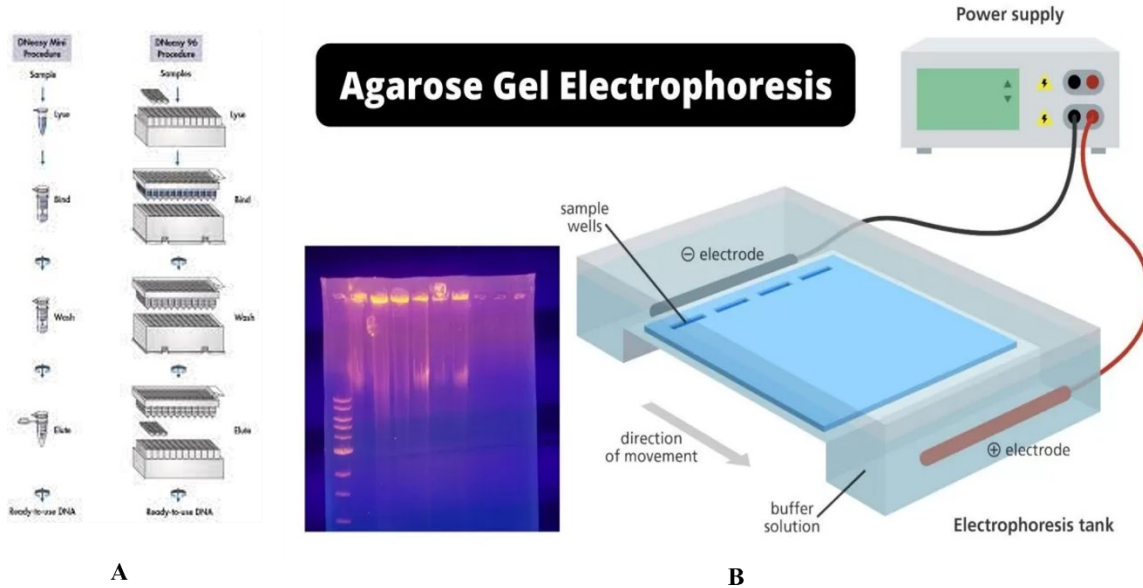 DNeasy Mini
Procedure
Sample
Lyse
Bind
Wash
Elute
Ready-to-use DNA
DNeasy 96
Procedure
Samples
Lyse
Bind
Wash
Elute
Ready-to-use DNA
A
Agarose Gel Electrophoresis
Power supply
sample
wells
⊖ electrode
direction
of movement
⊕ electrode
buffer
solution
Electrophoresis tank
B